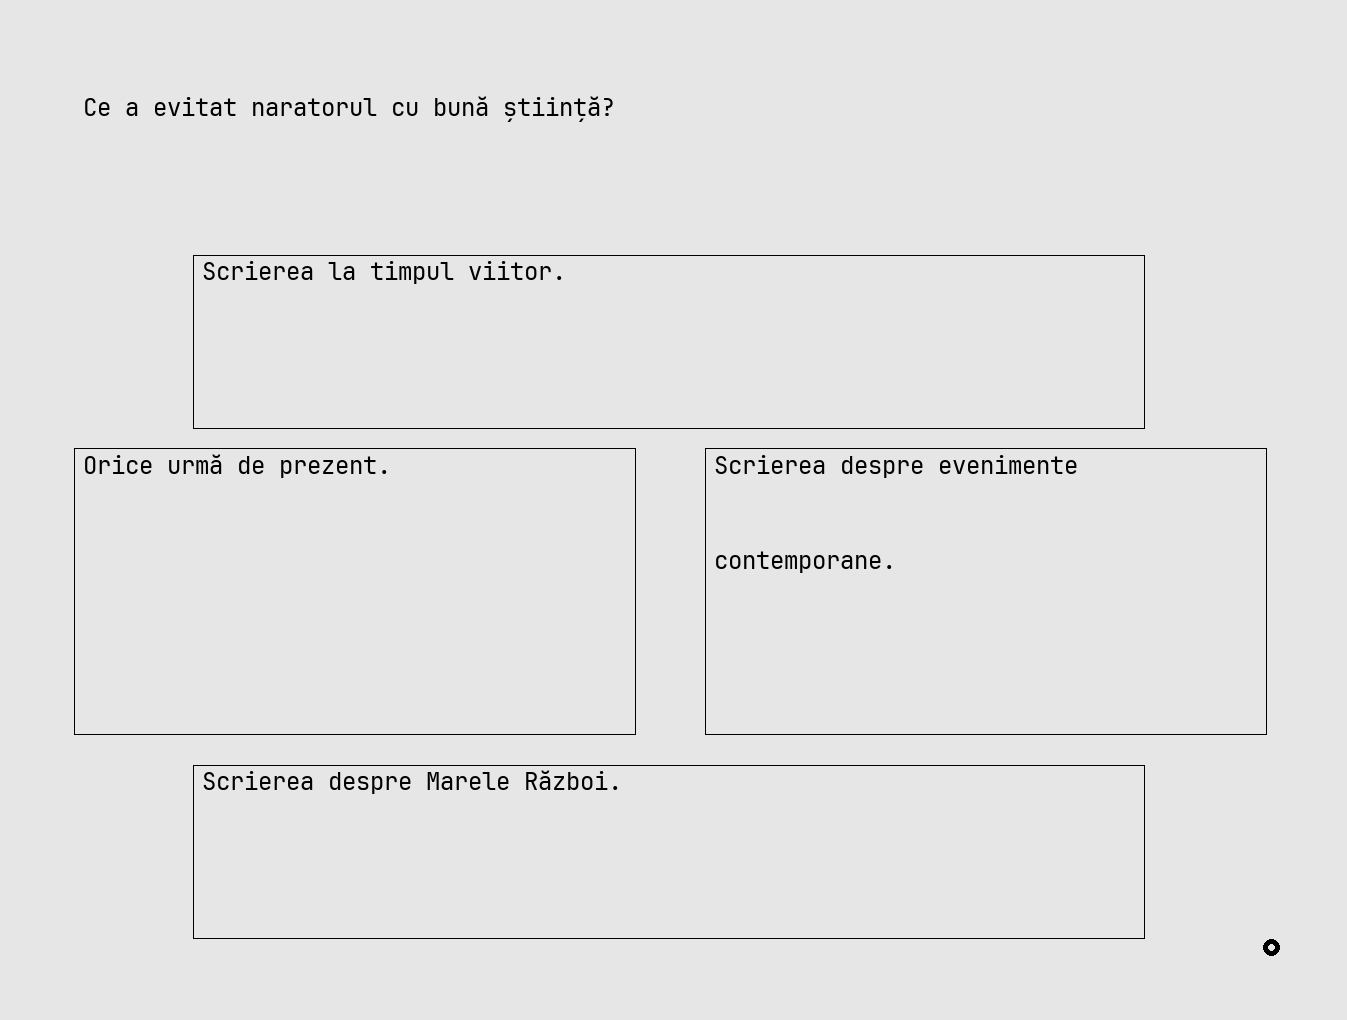 Ce a evitat naratorul cu bună știință?
Scrierea la timpul viitor.
Orice urmă de prezent.
Scrierea despre evenimente
contemporane.
Scrierea despre Marele Război.